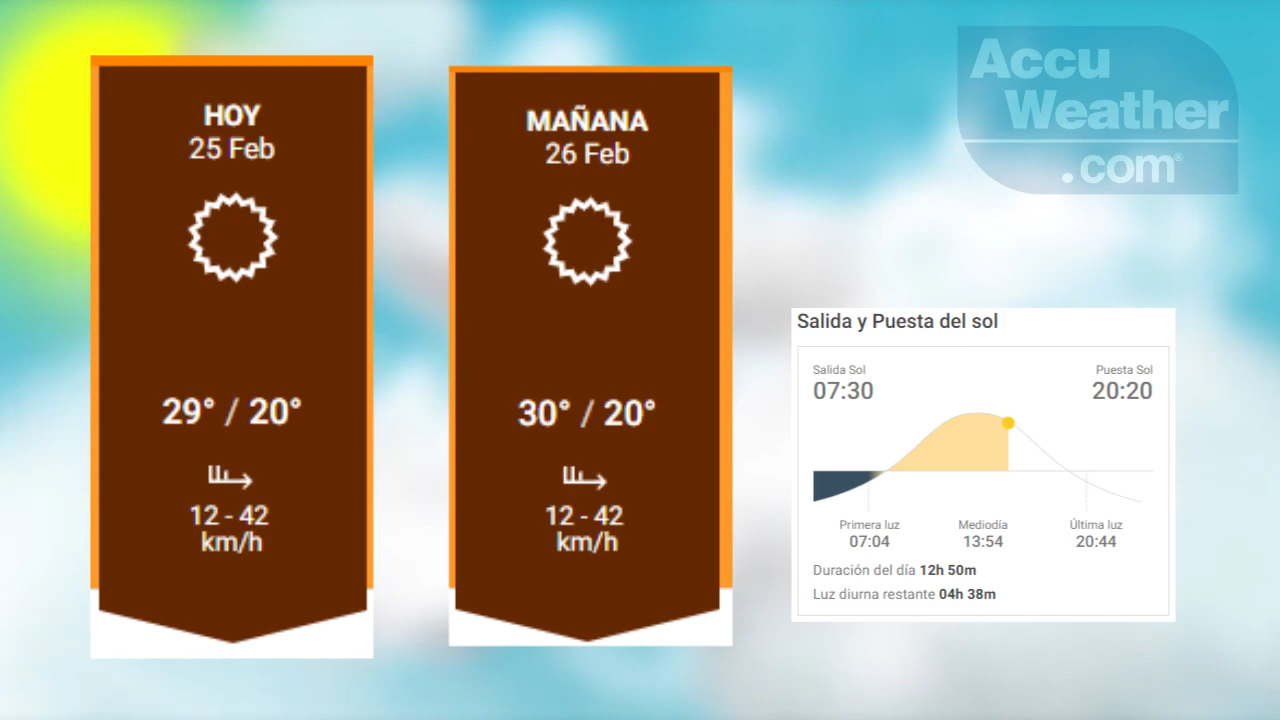 HOY
25 Feb
29° / 20°
12 - 42
km/h
MAÑANA
26 Feb
30° / 20°
12 - 42
km/h
Accu
Weather
.com®
Salida y Puesta del sol
Salida Sol
07:30
Puesta Sol
20:20
Primera luz
07:04
Mediodía
13:54
Última luz
20:44
Duración del día 12h 50m
Luz diurna restante 04h 38m